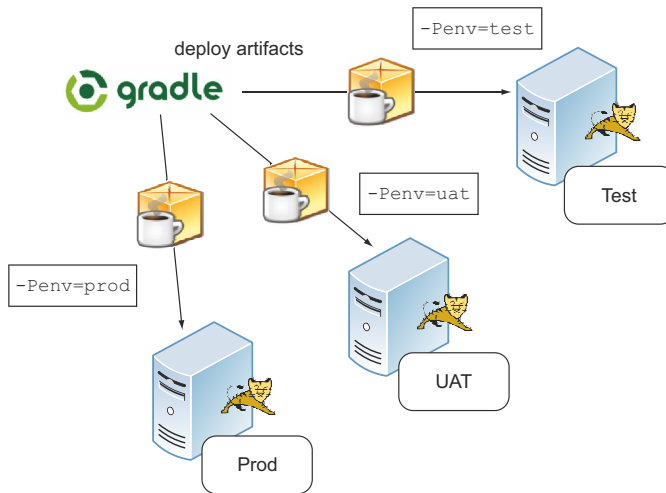 -Penv=test
deploy artifacts
gradle
Test
-Penv=uat
-Penv=prod
UAT
Prod